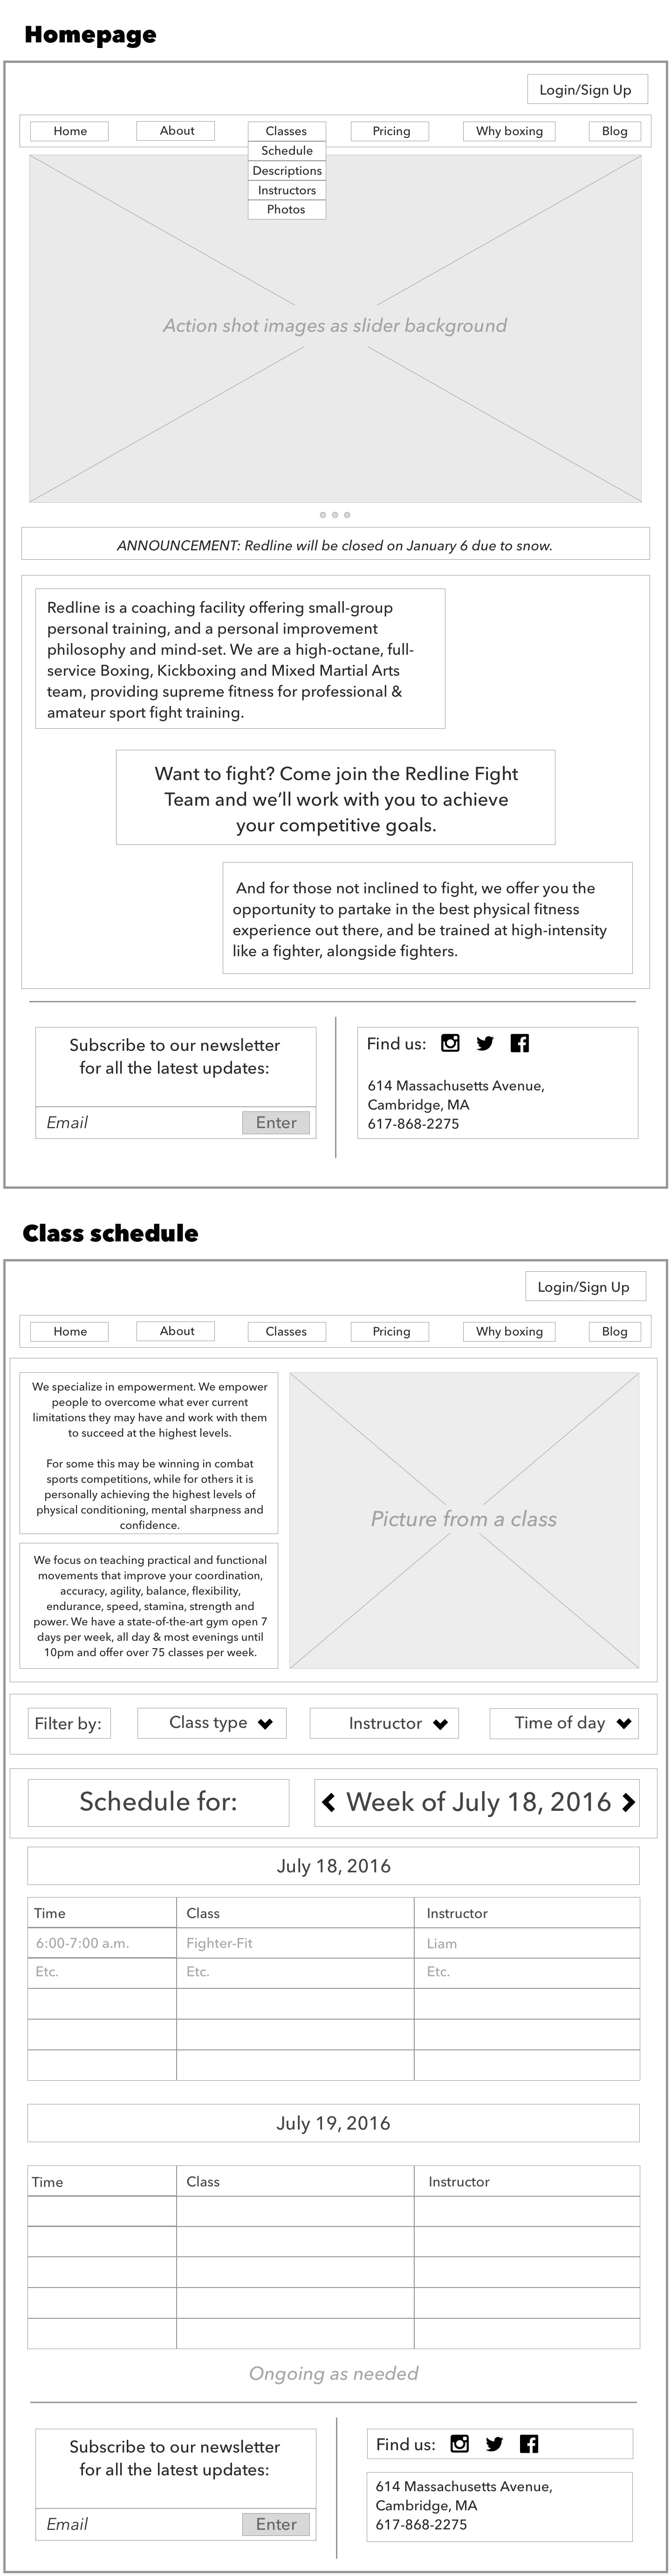 Homepage
Login/Sign Up
Home About Classes Pricing Why boxing Blog
Schedule
Descriptions
Instructors
Photos
Action shot images as slider background
ANNOUNCEMENT: Redline will be closed on January 6 due to snow.
Redline is a coaching facility offering small-group
personal training, and a personal improvement
philosophy and mind-set. We are a high-octane, full-
service Boxing, Kickboxing and Mixed Martial Arts
team, providing supreme fitness for professional &
amateur sport fight training.
Want to fight? Come join the Redline Fight
Team and we’ll work with you to achieve
your competitive goals.
And for those not inclined to fight, we offer you the
opportunity to partake in the best physical fitness
experience out there, and be trained at high-intensity
like a fighter, alongside fighters.
Subscribe to our newsletter
for all the latest updates:
Email Enter
Find us:
614 Massachusetts Avenue,
Cambridge, MA
617-868-2275
Class schedule
Login/Sign Up
Home About Classes Pricing Why boxing Blog
We specialize in empowerment. We empower
people to overcome what ever current
limitations they may have and work with them
to succeed at the highest levels.
For some this may be winning in combat
sports competitions, while for others it is
personally achieving the highest levels of
physical conditioning, mental sharpness and
confidence.
We focus on teaching practical and functional
movements that improve your coordination,
accuracy, agility, balance, flexibility,
endurance, speed, stamina, strength and
power. We have a state-of-the-art gym open 7
days per week, all day & most evenings until
10pm and offer over 75 classes per week.
Picture from a class
Filter by: Class type Instructor Time of day
Schedule for: Week of July 18, 2016
July 18, 2016
Time Class Instructor
6:00-7:00 a.m. Fighter-Fit Liam
Etc. Etc. Etc.
July 19, 2016
Time Class Instructor
Ongoing as needed
Subscribe to our newsletter
for all the latest updates:
Email Enter
Find us:
614 Massachusetts Avenue,
Cambridge, MA
617-868-2275